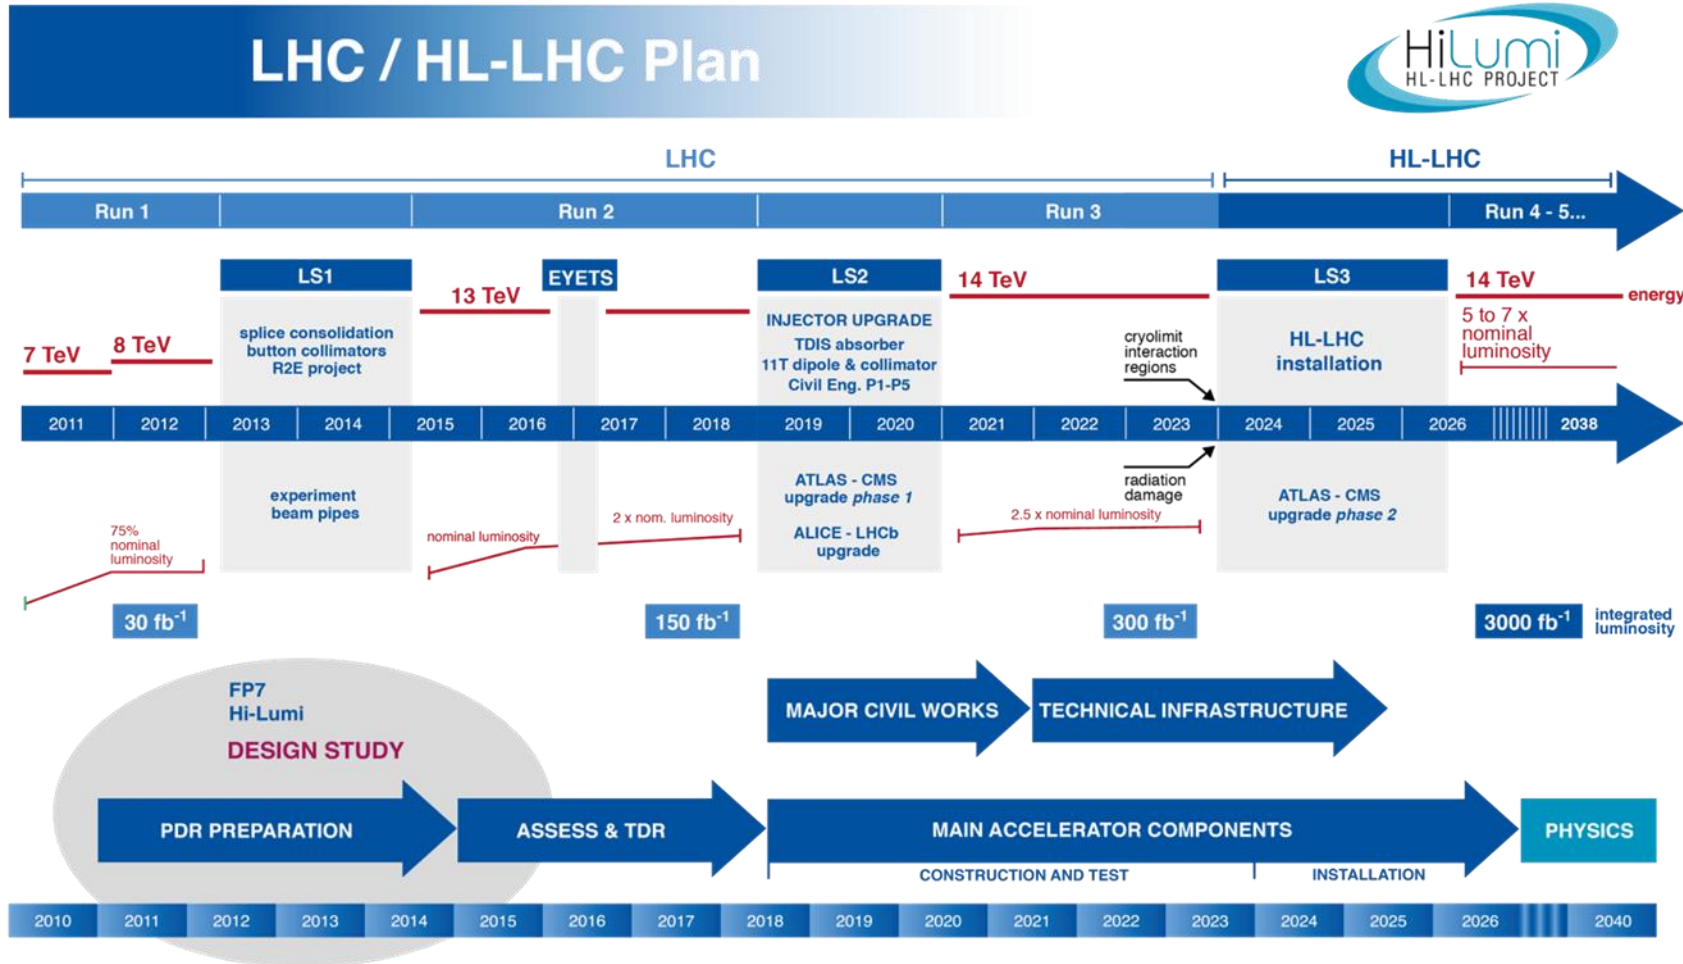 LHC / HL-LHC Plan
HiLumi
HL-LHC PROJECT
LHC
HL-LHC
Run 1
Run 2
Run 3
Run 4 - 5...
LS1
EYETS
LS2
14 TeV
LS3
14 TeV
energy
13 TeV
7 TeV
8 TeV
splice consolidation
button collimators
R2E project
INJECTOR UPGRADE
TDIS absorber
11T dipole & collimator
Civil Eng. P1-P5
cryolimit
interaction
regions
HL-LHC
installation
5 to 7 x
nominal
luminosity
2011
2012
2013
2014
2015
2016
2017
2018
2019
2020
2021
2022
2023
2024
2025
2026
2038
75%
nominal
luminosity
experiment
beam pipes
nominal luminosity
2 x nom. luminosity
ATLAS - CMS
upgrade phase 1
ALICE - LHCb
upgrade
radiation
damage
2.5 x nominal luminosity
ATLAS - CMS
upgrade phase 2
30 fb⁻¹
150 fb⁻¹
300 fb⁻¹
3000 fb⁻¹
integrated
luminosity
FP7
Hi-Lumi
DESIGN STUDY
MAJOR CIVIL WORKS
TECHNICAL INFRASTRUCTURE
PDR PREPARATION
ASSESS & TDR
MAIN ACCELERATOR COMPONENTS
PHYSICS
CONSTRUCTION AND TEST
INSTALLATION
2010
2011
2012
2013
2014
2015
2016
2017
2018
2019
2020
2021
2022
2023
2024
2025
2026
2040